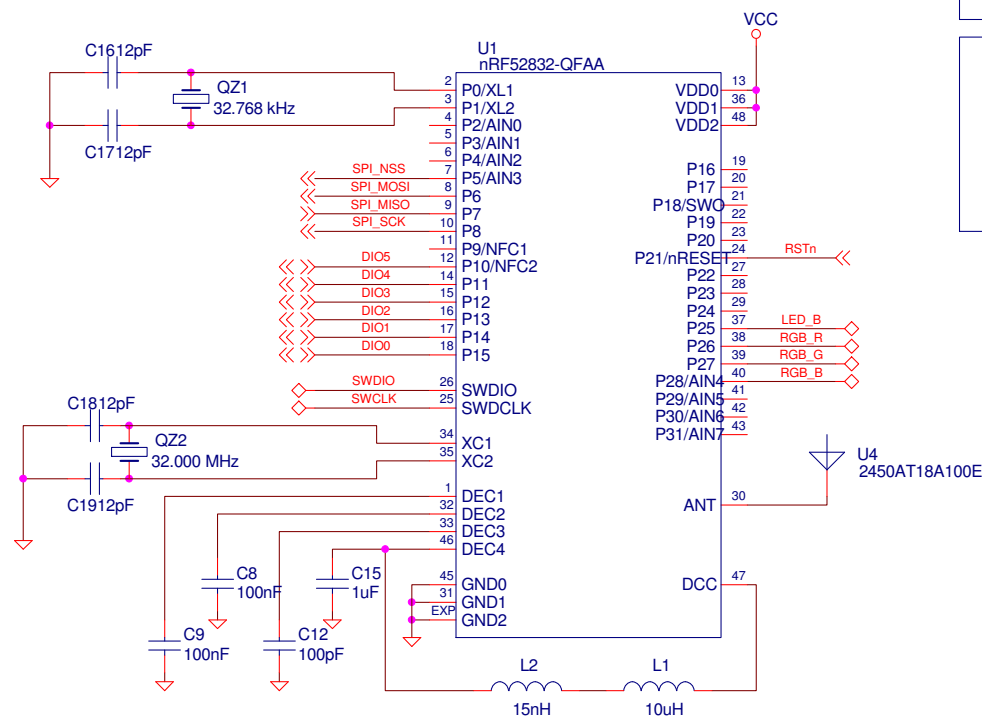 VCC
C1612pF
U1
nRF52832-QFAA
QZ1
32.768 kHz
C1712pF
2 P0/XL1
3 P1/XL2
4 P2/AIN0
5 P3/AIN1
6 P4/AIN2
SPI_NSS 7 P5/AIN3
SPI_MOSI 8 P6
SPI_MISO 9 P7
SPI_SCK 10 P8
11 P9/NFC1
DIO5 12 P10/NFC2
DIO4 14 P11
DIO3 15 P12
DIO2 16 P13
DIO1 17 P14
DIO0 18 P15
SWDIO 26 SWDIO
SWCLK 25 SWDCLK
34 XC1
35 XC2
1 DEC1
32 DEC2
33 DEC3
46 DEC4
45 GND0
31 GND1
EXP GND2
VDD0 13
VDD1 36
VDD2 48
P16 19
P17 20
P18/SWO 21
P19 22
P20 23
P21/nRESET 24 RSTn
P22 27
P23 28
P24 29
P25 37 LED_B
P26 38 RGB_R
P27 39 RGB_G
P28/AIN4 40 RGB_B
P29/AIN5 41
P30/AIN6 42
P31/AIN7 43
ANT 30
DCC 47
U4
2450AT18A100E
C1812pF
QZ2
32.000 MHz
C1912pF
C8
100nF
C15
1uF
C9
100nF
C12
100pF
L2
15nH
L1
10uH